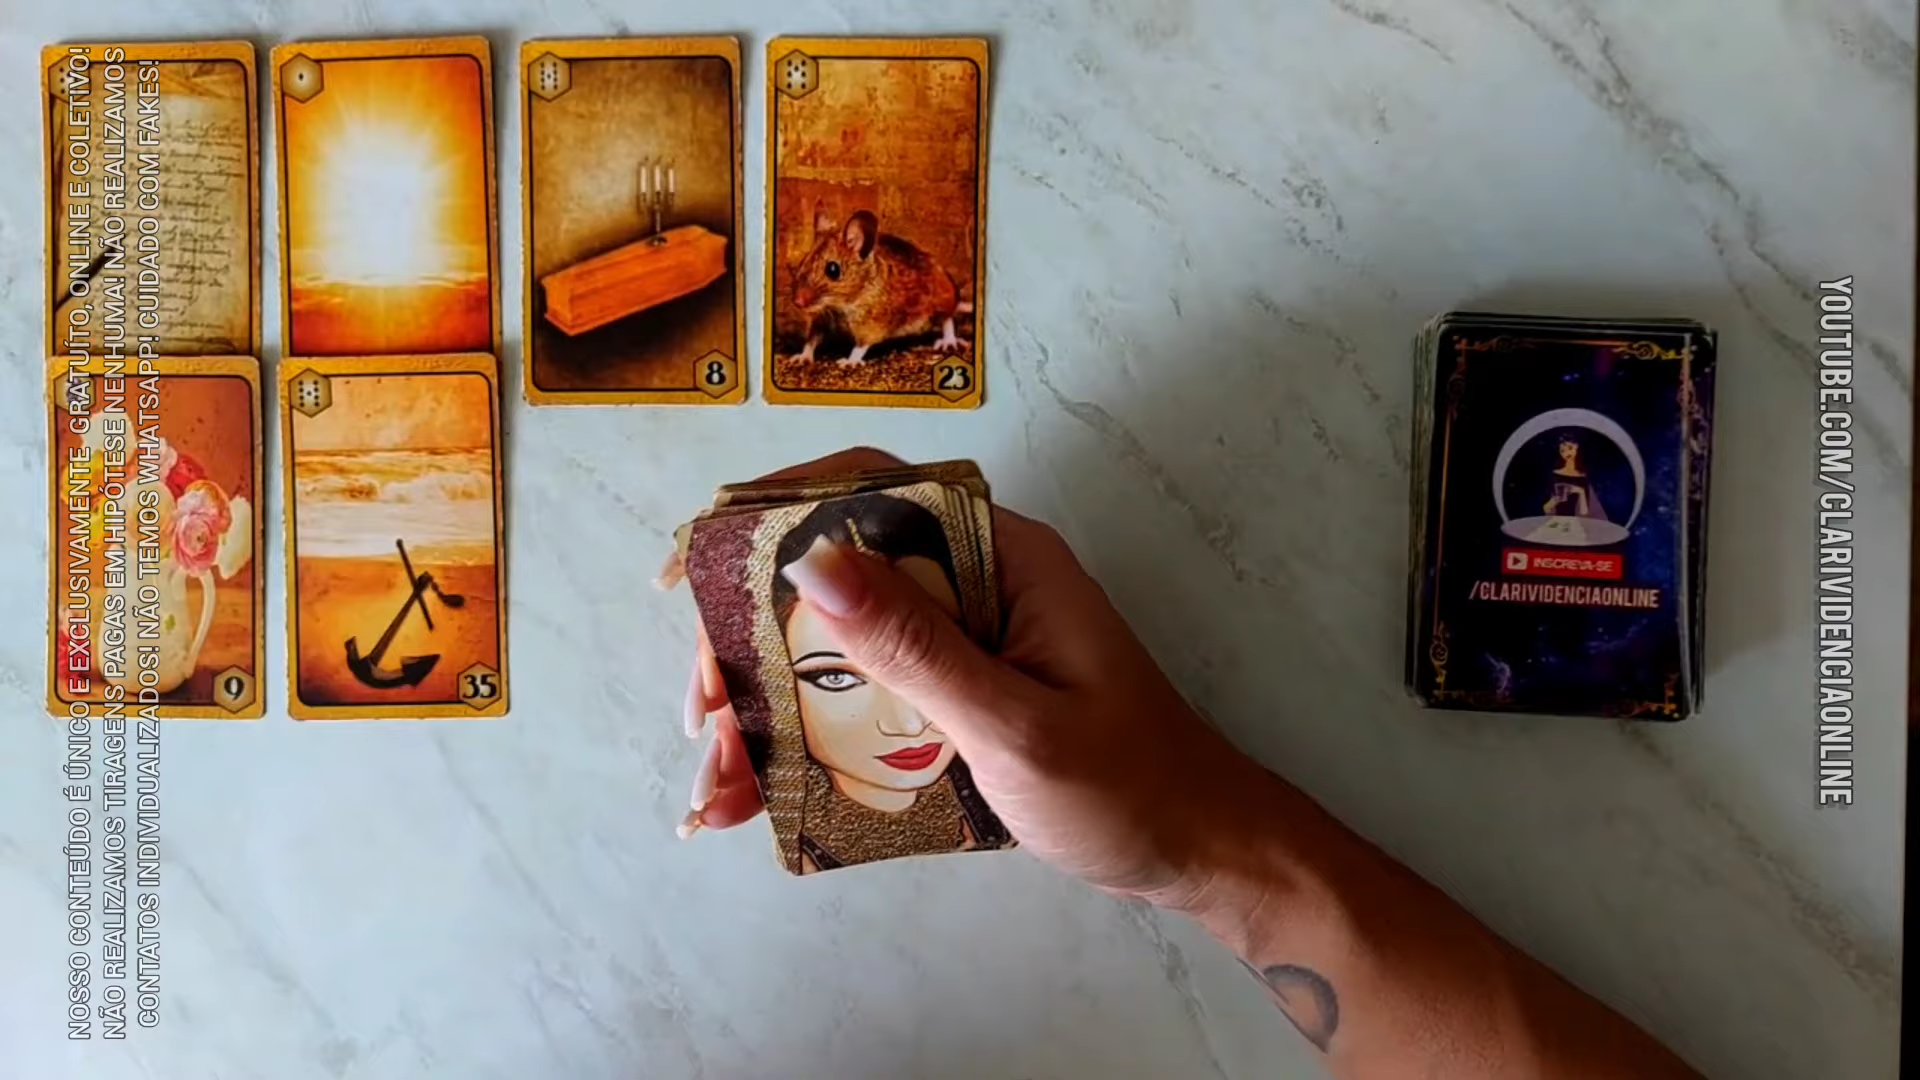 NOSSO CONTEÚDO É ÚNICO E EXCLUSIVAMENTE GRATUÍTO, ONLINE E COLETIVO!
NÃO REALIZAMOS TIRAGENS PAGAS EM HIPÓTESE NENHUMA! NÃO REALIZAMOS
CONTATOS INDIVIDUALIZADOS! NÃO TEMOS WHATSAPP! CUIDADO COM FAKES!
8
23
9
35
INSCREVA-SE
/CLARIVIDENCIAONLINE
YOUTUBE.COM/CLARIVIDENCIAONLINE